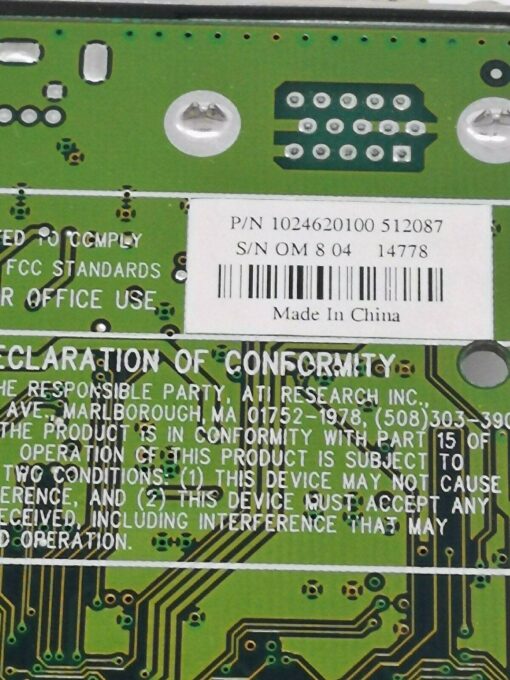 P/N 1024620100 512087
S/N OM 8 04 14778
Made In China
TO COMPLY
FCC STANDARDS
R OFFICE USE
ECLARATION OF CONFORMITY
HE RESPONSIBLE PARTY, ATI RESEARCH INC.,
AVE. MARLBOROUGH, MA 01752-1978, (508)303-390
THE PRODUCT IS IN CONFORMITY WITH PART 15 OF
OPERATION OF THIS PRODUCT IS SUBJECT TO
TWO CONDITIONS: (1) THIS DEVICE MAY NOT CAUSE
ERENCE, AND (2) THIS DEVICE MUST ACCEPT ANY
ECEIVED, INCLUDING INTERFERENCE THAT MAY
D OPERATION.